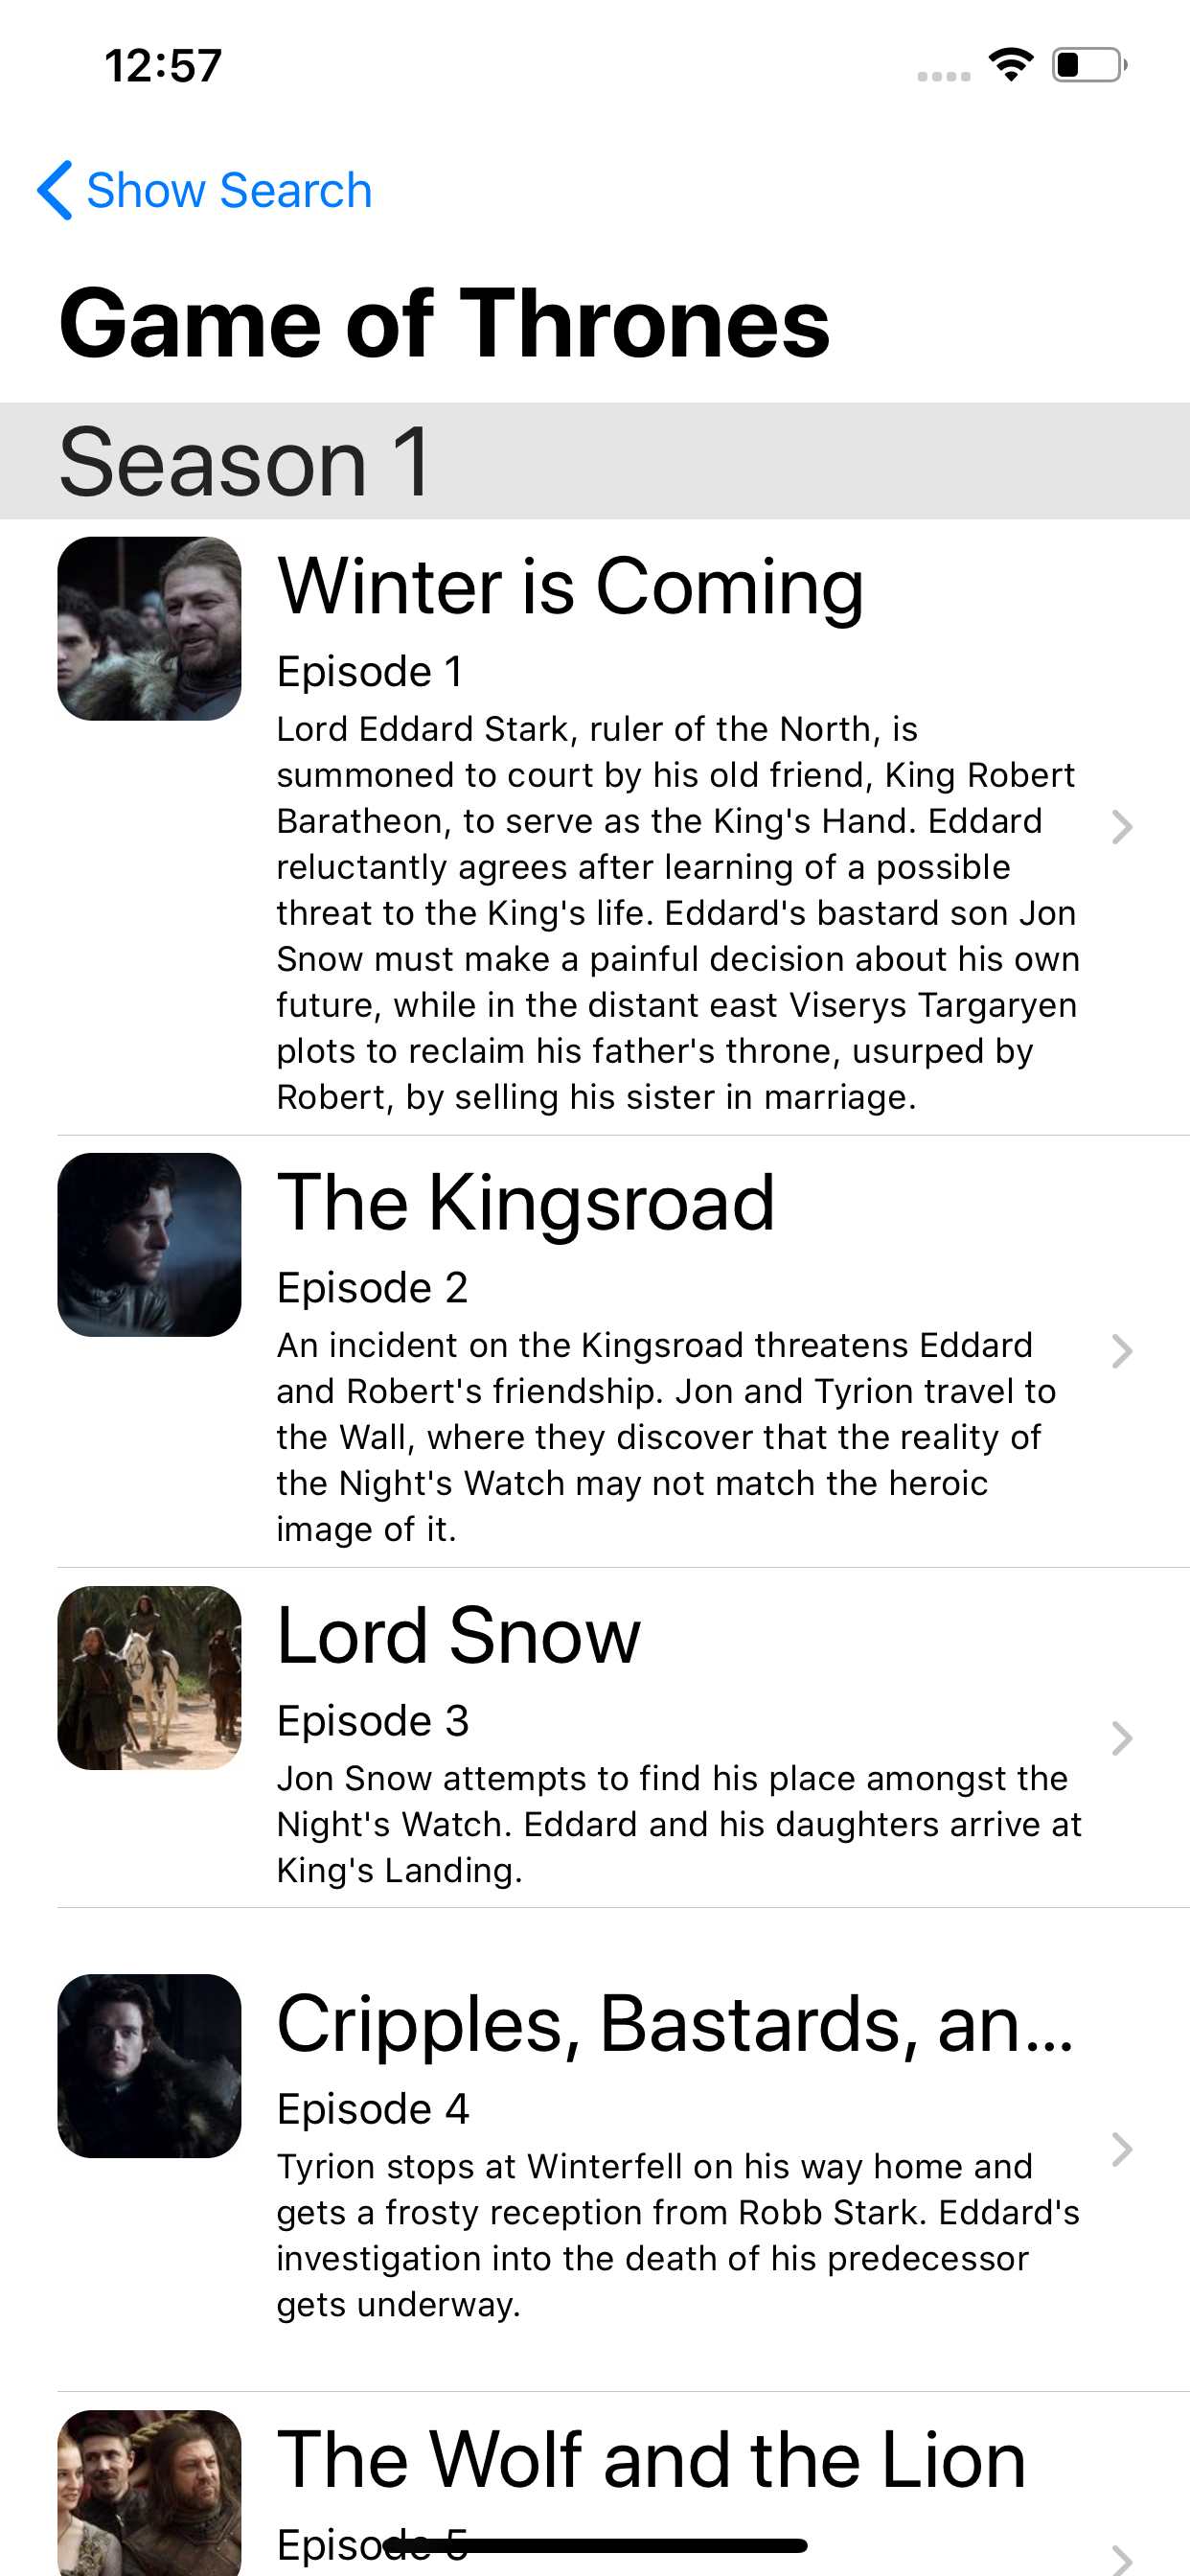 12:57
Show Search
Game of Thrones
Season 1
Winter is Coming
Episode 1
Lord Eddard Stark, ruler of the North, is
summoned to court by his old friend, King Robert
Baratheon, to serve as the King's Hand. Eddard
reluctantly agrees after learning of a possible
threat to the King's life. Eddard's bastard son Jon
Snow must make a painful decision about his own
future, while in the distant east Viserys Targaryen
plots to reclaim his father's throne, usurped by
Robert, by selling his sister in marriage.
The Kingsroad
Episode 2
An incident on the Kingsroad threatens Eddard
and Robert's friendship. Jon and Tyrion travel to
the Wall, where they discover that the reality of
the Night's Watch may not match the heroic
image of it.
Lord Snow
Episode 3
Jon Snow attempts to find his place amongst the
Night's Watch. Eddard and his daughters arrive at
King's Landing.
Cripples, Bastards, an...
Episode 4
Tyrion stops at Winterfell on his way home and
gets a frosty reception from Robb Stark. Eddard's
investigation into the death of his predecessor
gets underway.
The Wolf and the Lion
Episode 5